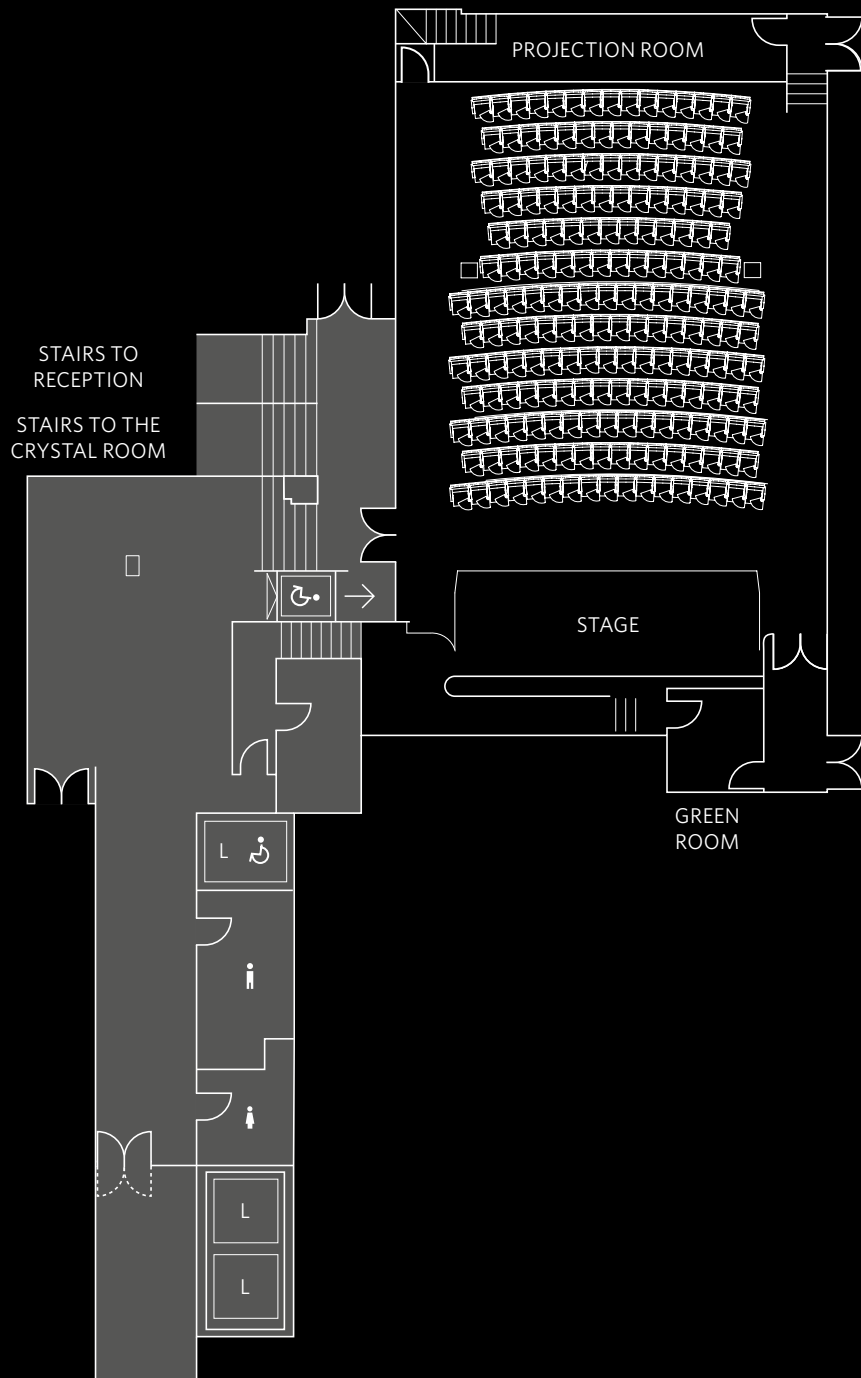 PROJECTION ROOM
STAIRS TO
RECEPTION
STAIRS TO THE
CRYSTAL ROOM
STAGE
GREEN
ROOM
L
L
L